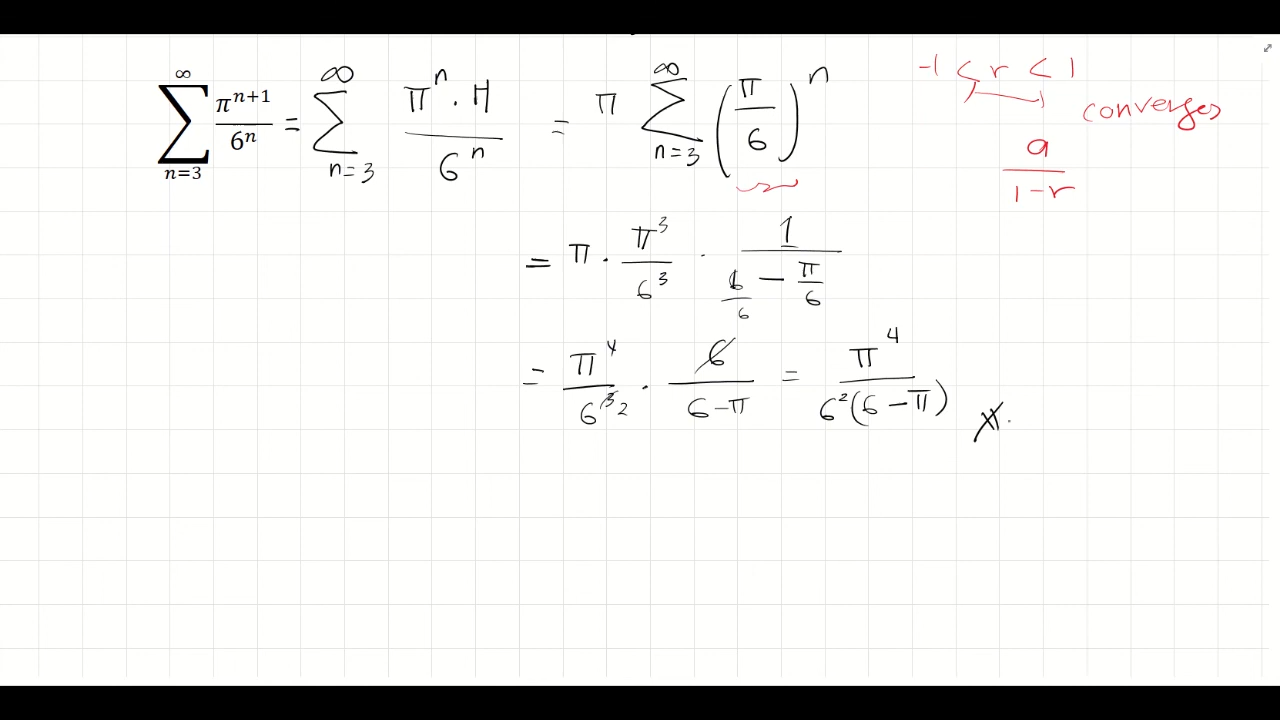 ∑_{n=3}^{∞} π^{n+1}/6^n = ∑_{n=3}^{∞} (π^n · π)/6^n = π ∑_{n=3}^{∞} (π/6)^n
-1 < r < 1
converges
a/(1-r)
= π · π^3/6^3 · 1/(6/6 - π/6)
= π^4/6^{3 2} · 6/(6-π) = π^4/(6^2(6-π))